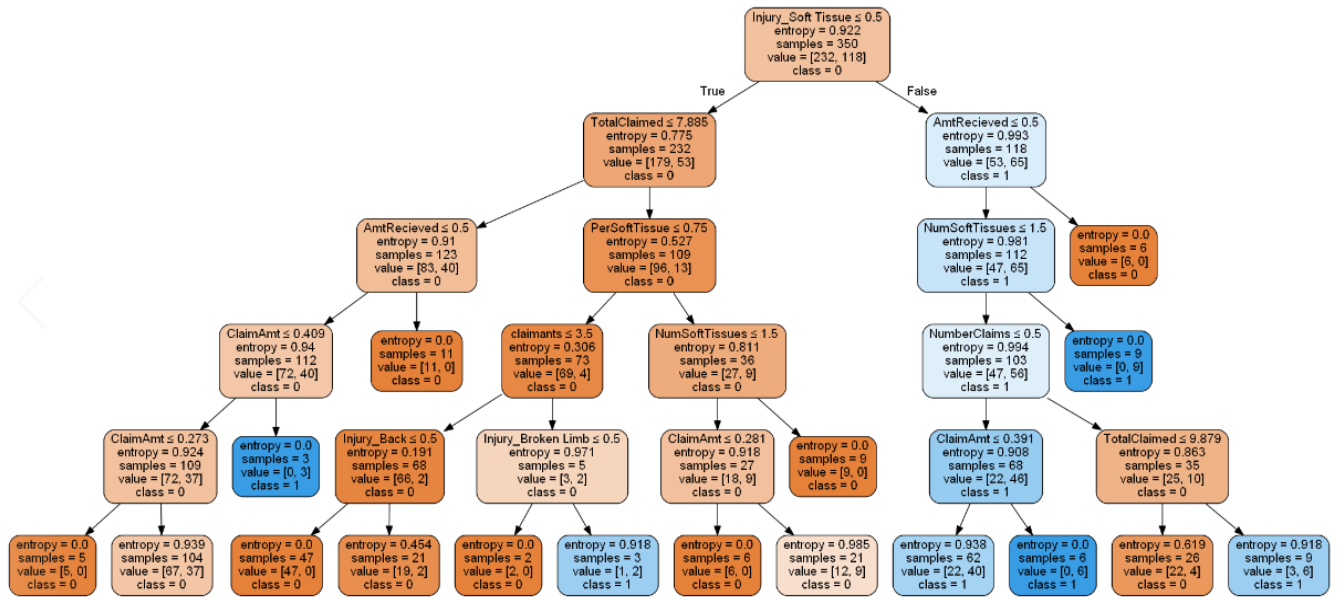 Injury_Soft Tissue ≤ 0.5
entropy = 0.922
samples = 350
value = [232, 118]
class = 0
True
False
TotalClaimed ≤ 7.885
entropy = 0.775
samples = 232
value = [179, 53]
class = 0
AmtRecieved ≤ 0.5
entropy = 0.993
samples = 118
value = [53, 65]
class = 1
AmtRecieved ≤ 0.5
entropy = 0.91
samples = 123
value = [83, 40]
class = 0
PerSoftTissue ≤ 0.75
entropy = 0.527
samples = 109
value = [96, 13]
class = 0
NumSoftTissues ≤ 1.5
entropy = 0.981
samples = 112
value = [47, 65]
class = 1
entropy = 0.0
samples = 6
value = [6, 0]
class = 0
ClaimAmt ≤ 0.409
entropy = 0.94
samples = 112
value = [72, 40]
class = 0
entropy = 0.0
samples = 11
value = [11, 0]
class = 0
claimants ≤ 3.5
entropy = 0.306
samples = 73
value = [69, 4]
class = 0
NumSoftTissues ≤ 1.5
entropy = 0.811
samples = 36
value = [27, 9]
class = 0
NumberClaims ≤ 0.5
entropy = 0.994
samples = 103
value = [47, 56]
class = 1
entropy = 0.0
samples = 9
value = [0, 9]
class = 1
ClaimAmt ≤ 0.273
entropy = 0.924
samples = 109
value = [72, 37]
class = 0
entropy = 0.0
samples = 3
value = [0, 3]
class = 1
Injury_Back ≤ 0.5
entropy = 0.191
samples = 68
value = [66, 2]
class = 0
Injury_Broken Limb ≤ 0.5
entropy = 0.971
samples = 5
value = [3, 2]
class = 0
ClaimAmt ≤ 0.281
entropy = 0.918
samples = 27
value = [18, 9]
class = 0
entropy = 0.0
samples = 9
value = [9, 0]
class = 0
ClaimAmt ≤ 0.391
entropy = 0.908
samples = 68
value = [22, 46]
class = 1
TotalClaimed ≤ 9.879
entropy = 0.863
samples = 35
value = [25, 10]
class = 0
entropy = 0.0
samples = 5
value = [5, 0]
class = 0
entropy = 0.939
samples = 104
value = [67, 37]
class = 0
entropy = 0.0
samples = 47
value = [47, 0]
class = 0
entropy = 0.454
samples = 21
value = [19, 2]
class = 0
entropy = 0.0
samples = 2
value = [2, 0]
class = 0
entropy = 0.918
samples = 3
value = [1, 2]
class = 1
entropy = 0.0
samples = 6
value = [6, 0]
class = 0
entropy = 0.985
samples = 21
value = [12, 9]
class = 0
entropy = 0.938
samples = 62
value = [22, 40]
class = 1
entropy = 0.0
samples = 6
value = [0, 6]
class = 1
entropy = 0.619
samples = 26
value = [22, 4]
class = 0
entropy = 0.918
samples = 9
value = [3, 6]
class = 1